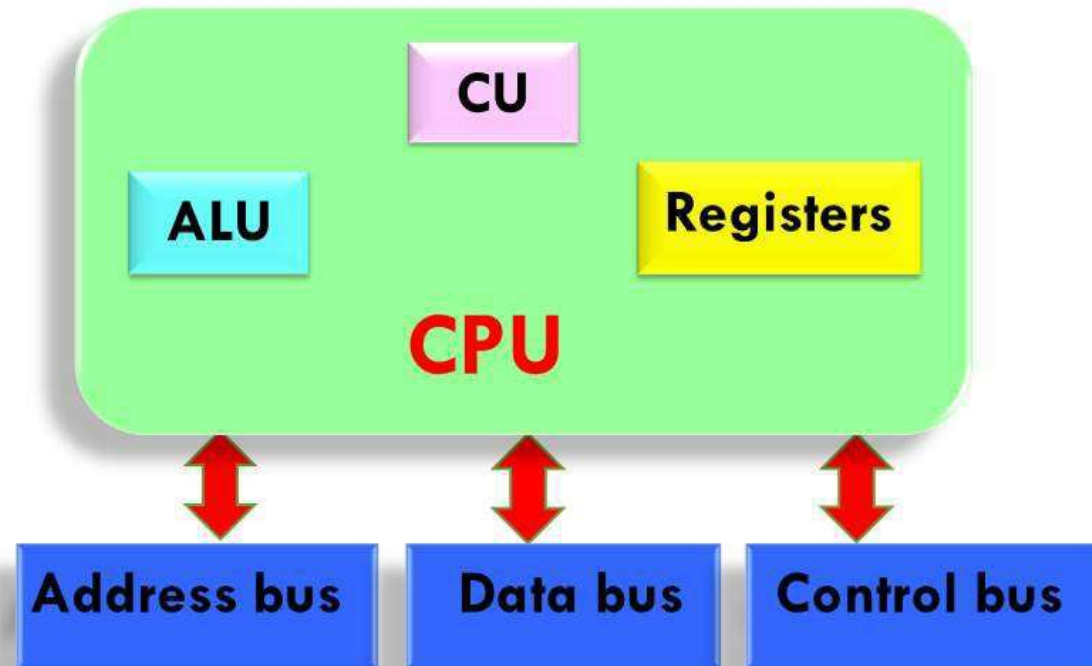 CU
ALU
Registers
CPU
Address bus
Data bus
Control bus